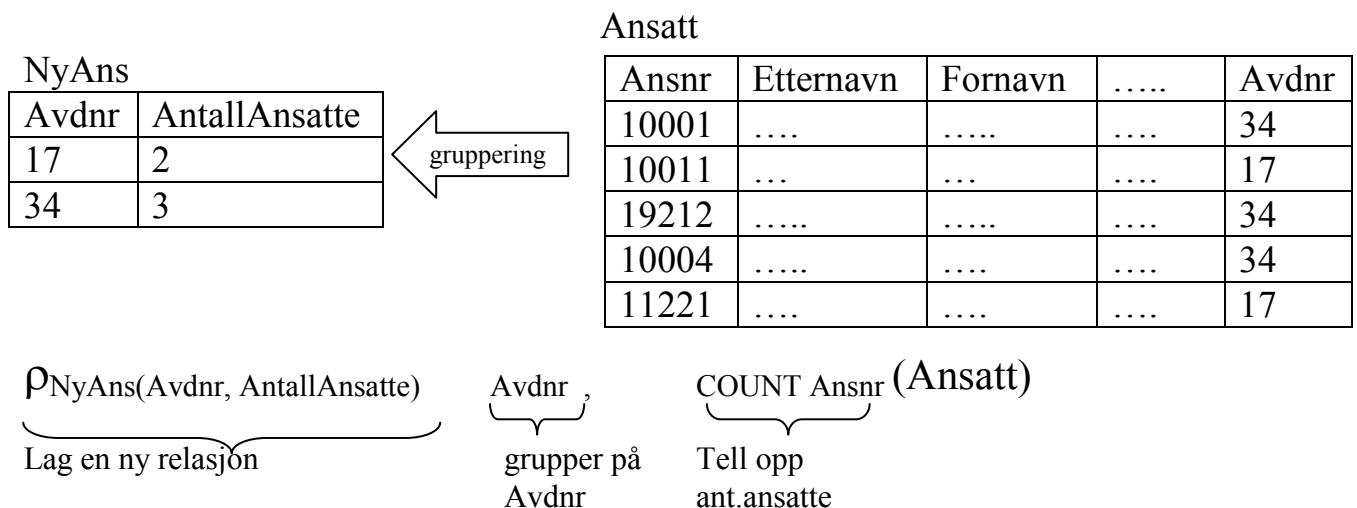 Ansatt
NyAns
Avdnr AntallAnsatte
17 2
34 3
gruppering
Ansnr Etternavn Fornavn ..... Avdnr
10001 .... ..... .... 34
10011 ... ... .... 17
19212 ..... ..... .... 34
10004 ..... .... .... 34
11221 .... .... .... 17
ρNyAns(Avdnr, AntallAnsatte) Avdnr , COUNT Ansnr (Ansatt)
Lag en ny relasjon grupper på Tell opp
Avdnr ant.ansatte